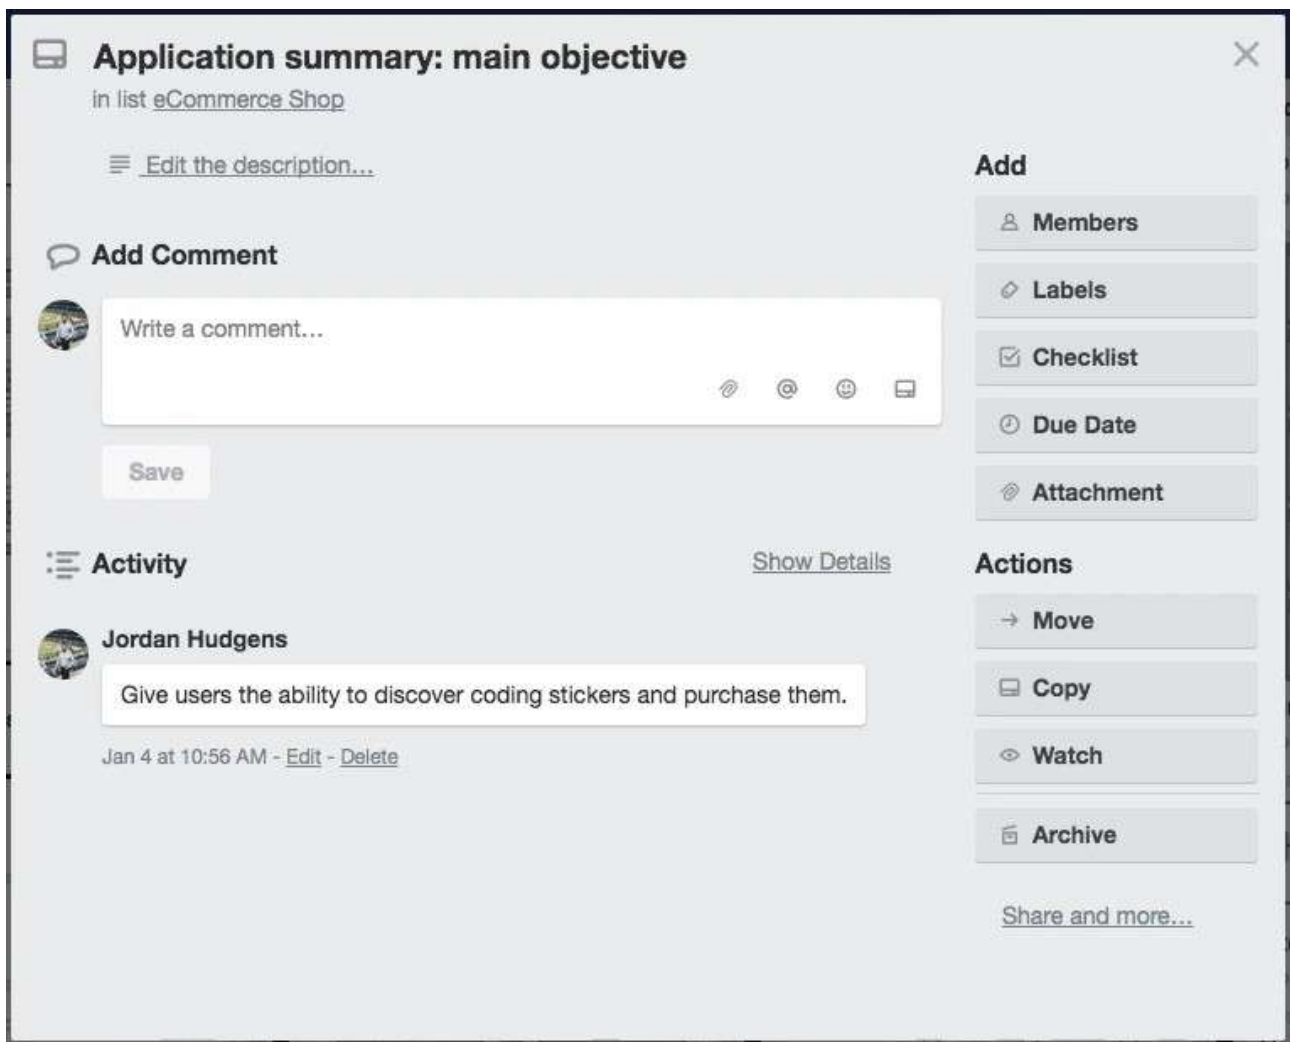 Application summary: main objective
in list eCommerce Shop
Edit the description...
Add Comment
Write a comment...
Save
Activity
Show Details
Jordan Hudgens
Give users the ability to discover coding stickers and purchase them.
Jan 4 at 10:56 AM - Edit - Delete
Add
Members
Labels
Checklist
Due Date
Attachment
Actions
Move
Copy
Watch
Archive
Share and more...